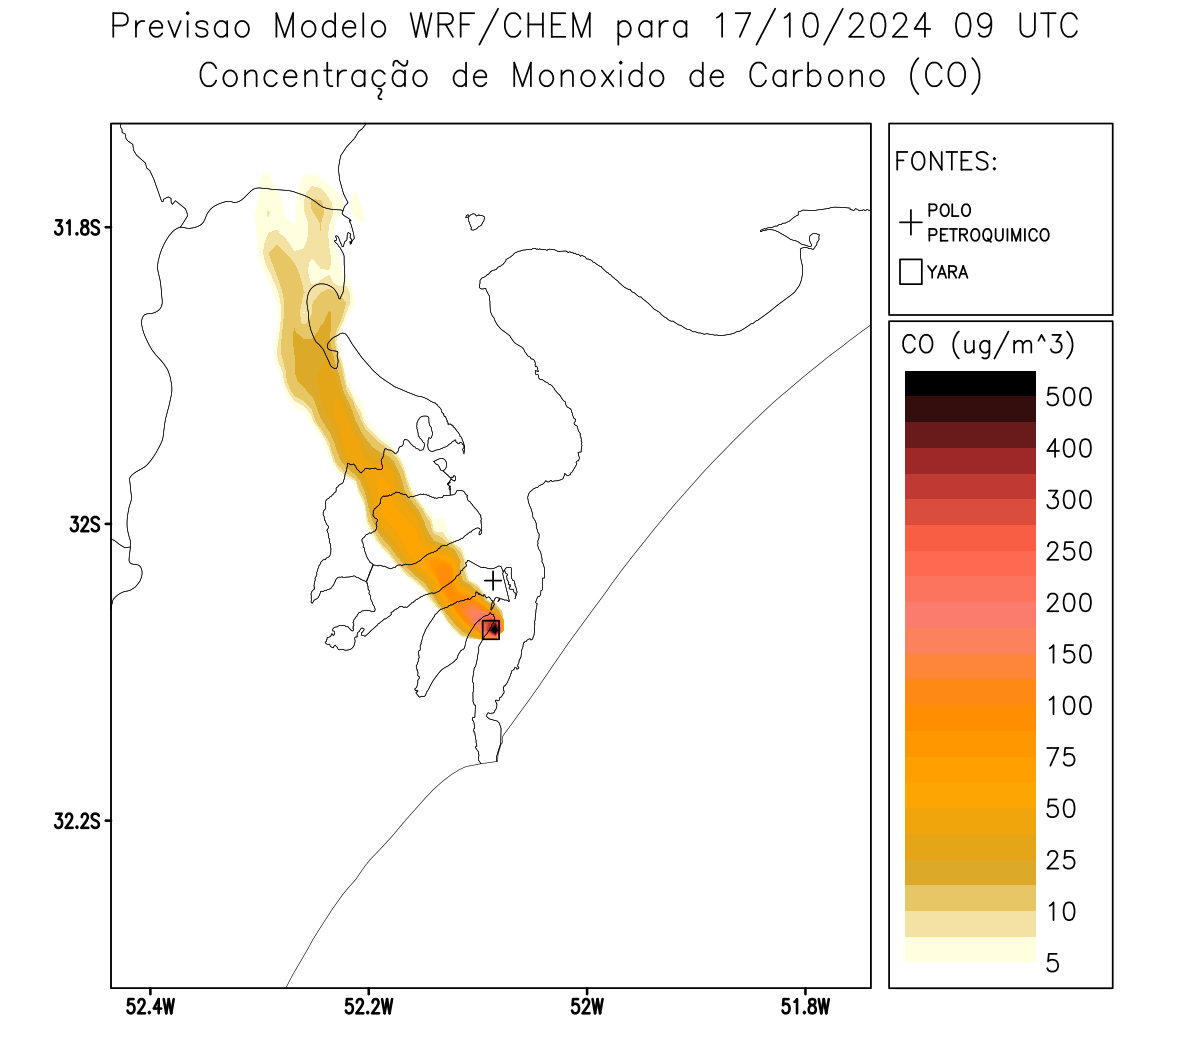 Previsao Modelo WRF/CHEM para 17/10/2024 09 UTC
Concentração de Monoxido de Carbono (CO)
FONTES:
POLO
PETROQUIMICO
YARA
CO (ug/m^3)
500
400
300
250
200
150
100
75
50
25
10
5
31.8S
32S
32.2S
52.4W
52.2W
52W
51.8W